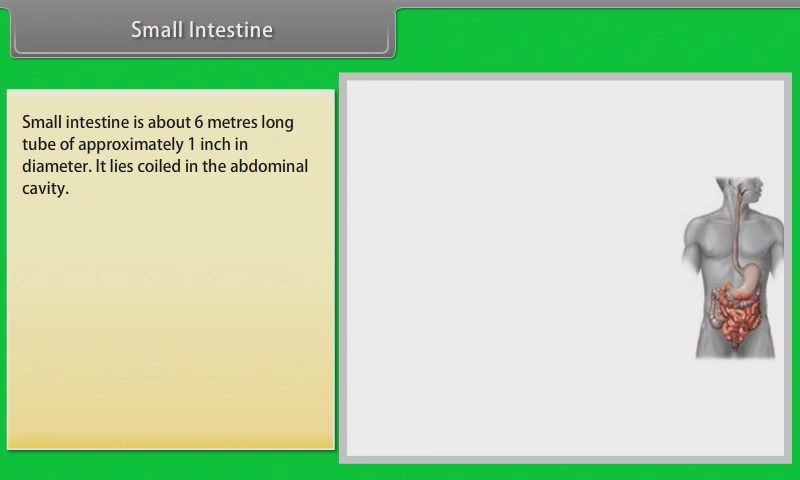 Small Intestine
Small intestine is about 6 metres long
tube of approximately 1 inch in
diameter. It lies coiled in the abdominal
cavity.